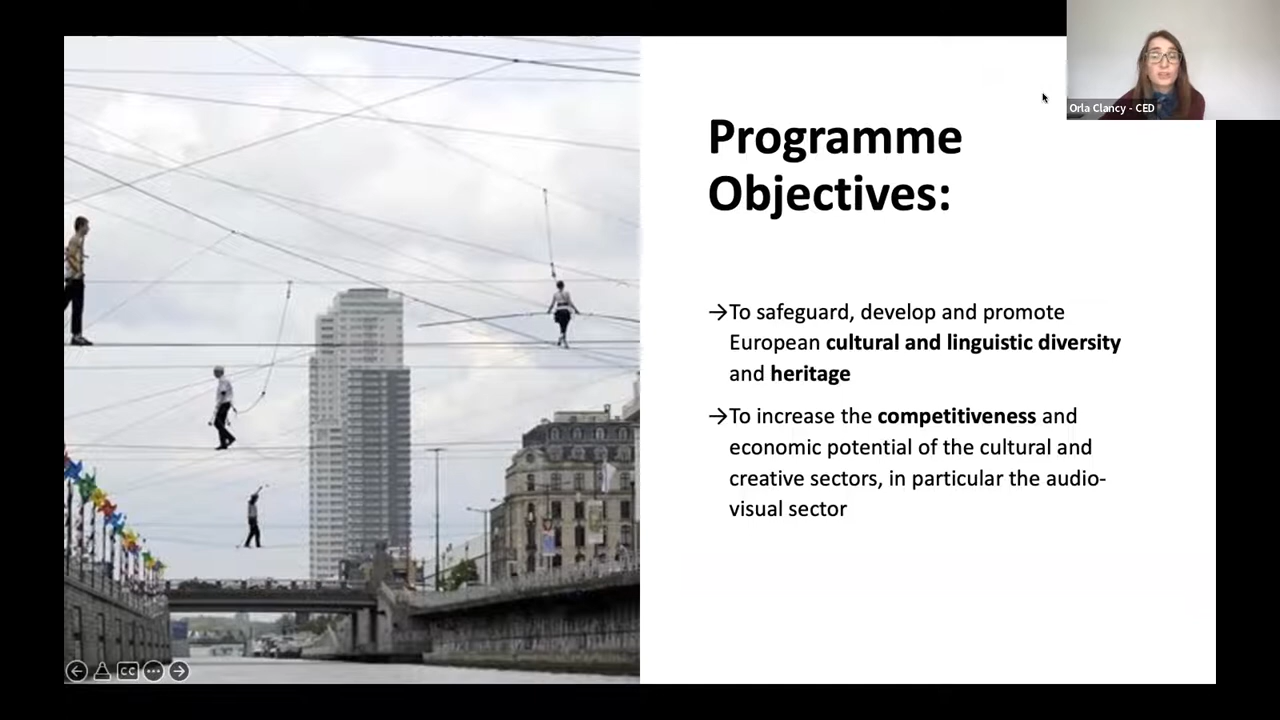 Orla Clancy - CED
Programme
Objectives:
→To safeguard, develop and promote
European cultural and linguistic diversity
and heritage
→To increase the competitiveness and
economic potential of the cultural and
creative sectors, in particular the audio-
visual sector
CC